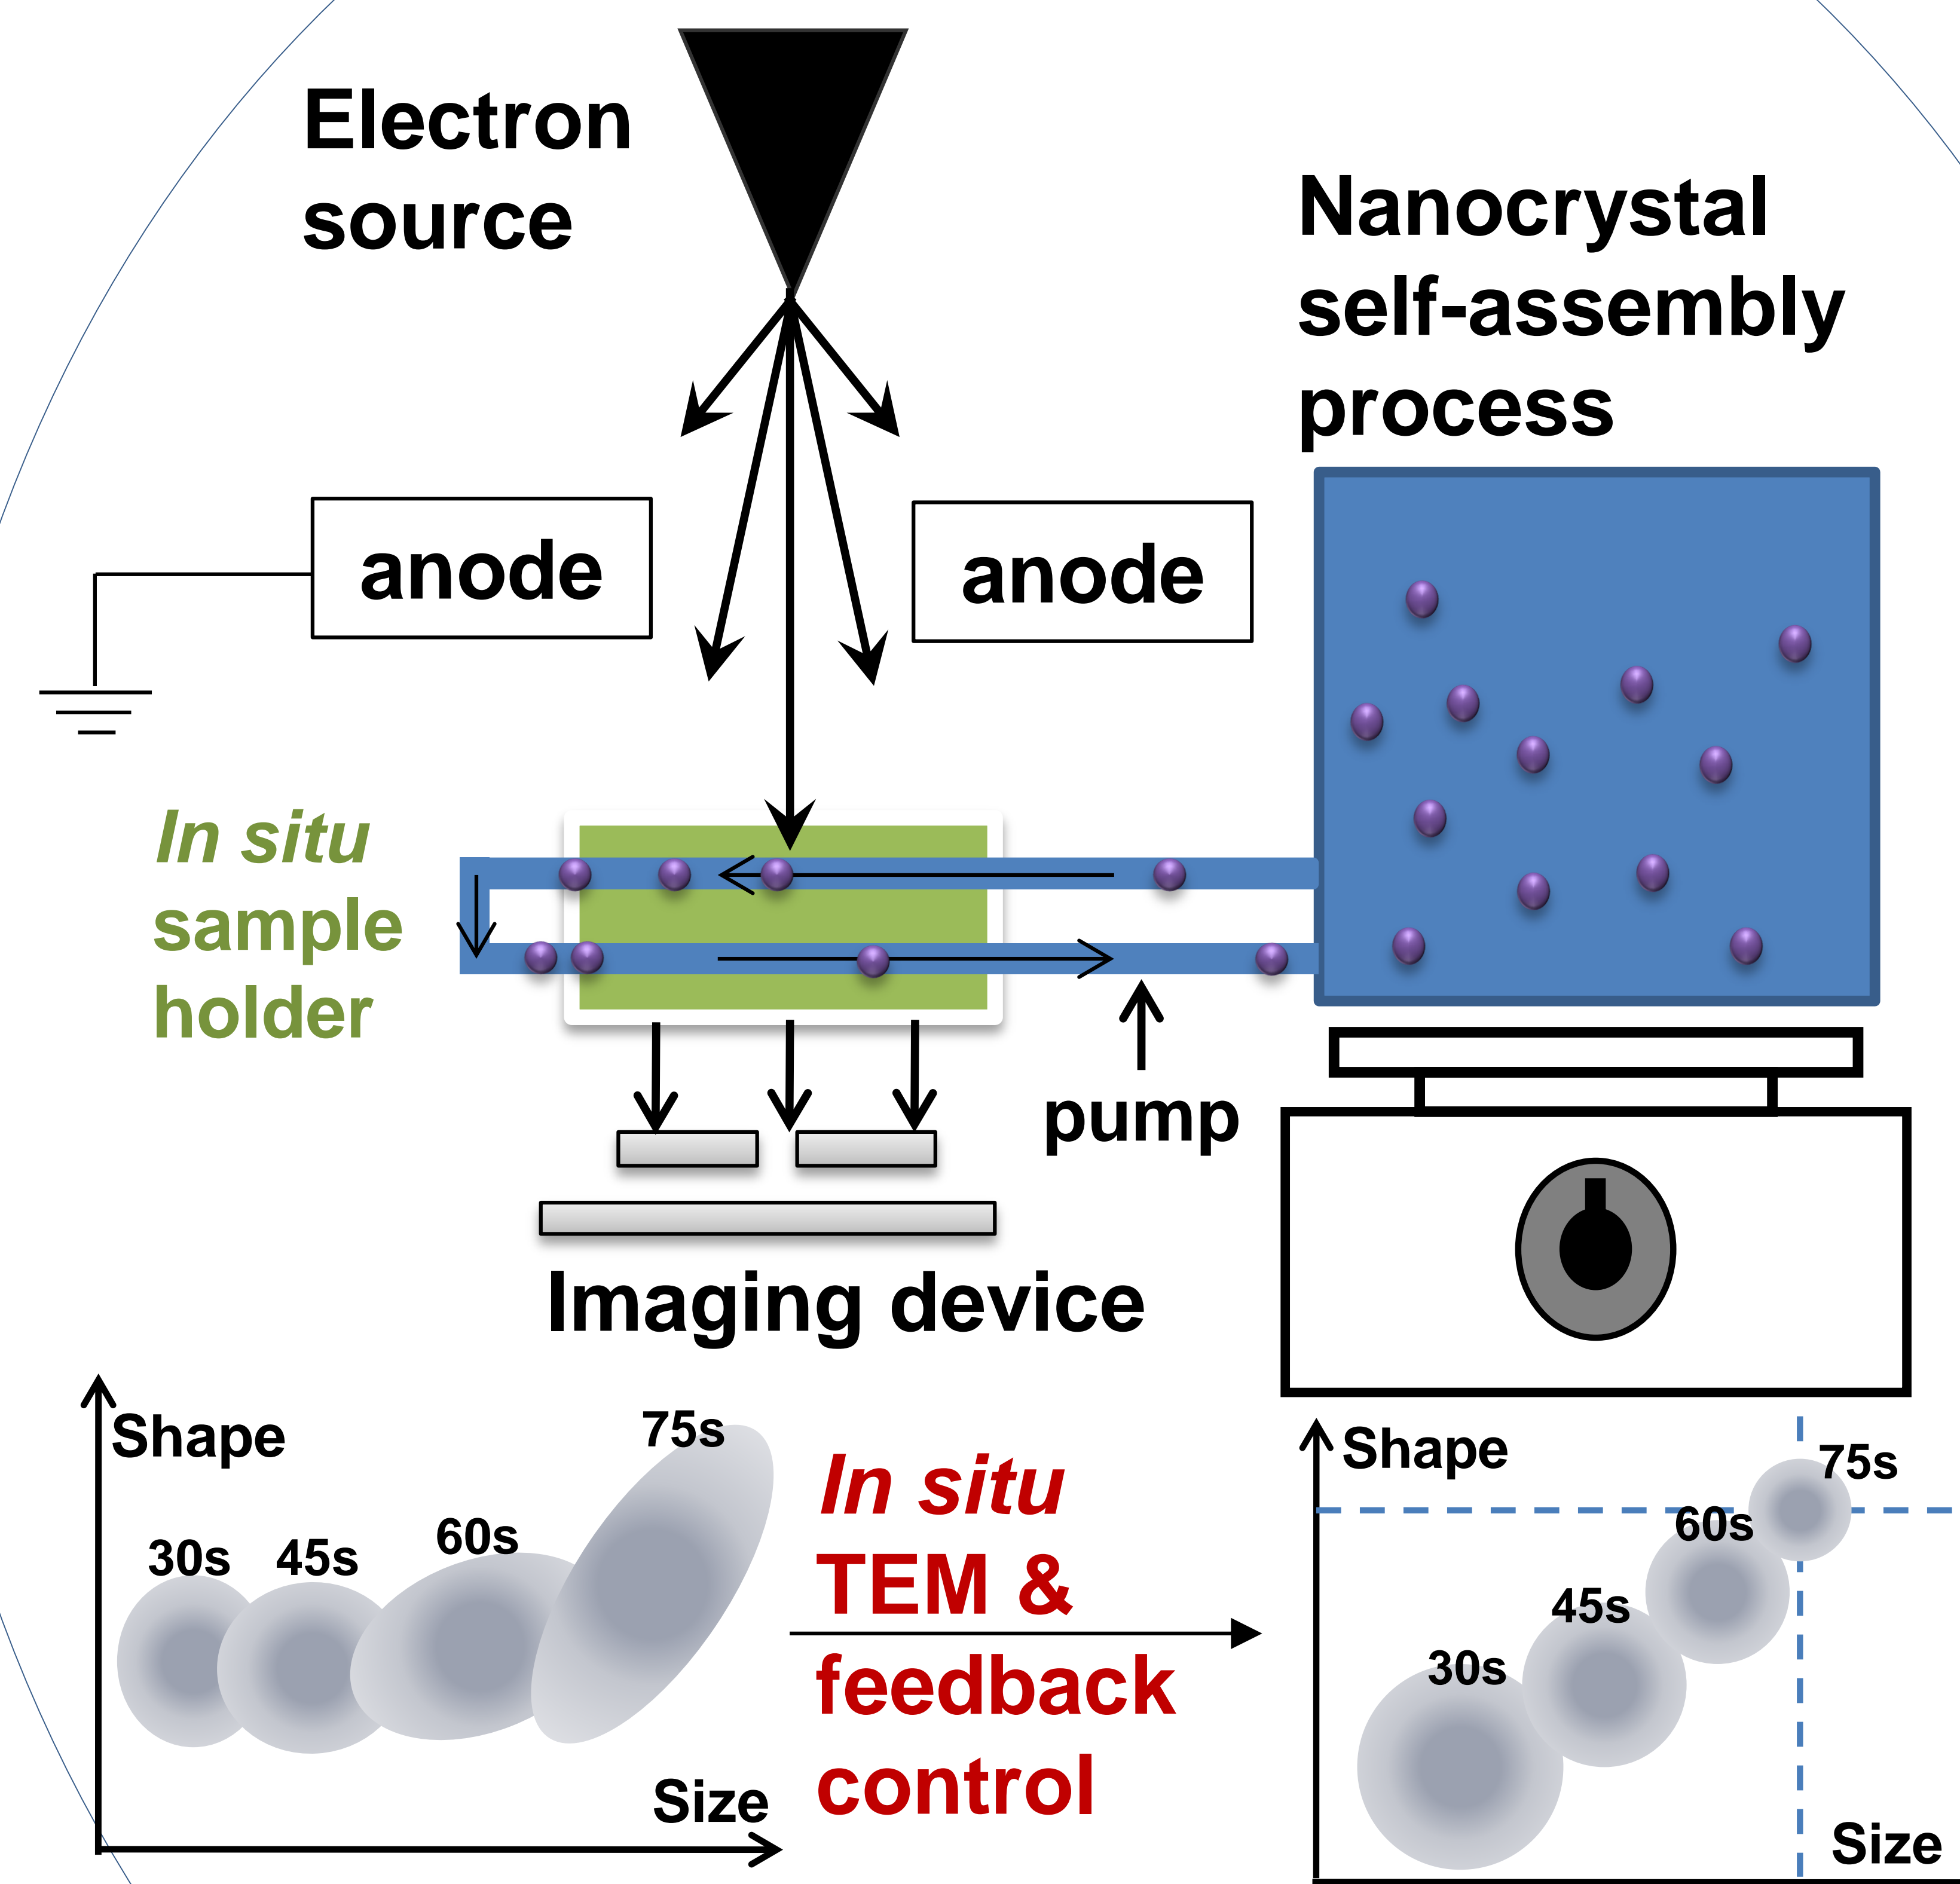 Electron
source
Nanocrystal
self-assembly
process
anode
anode
In situ
sample
holder
pump
Imaging device
Shape
30s
45s
60s
75s
Size
In situ
TEM &
feedback
control
Shape
75s
60s
45s
30s
Size